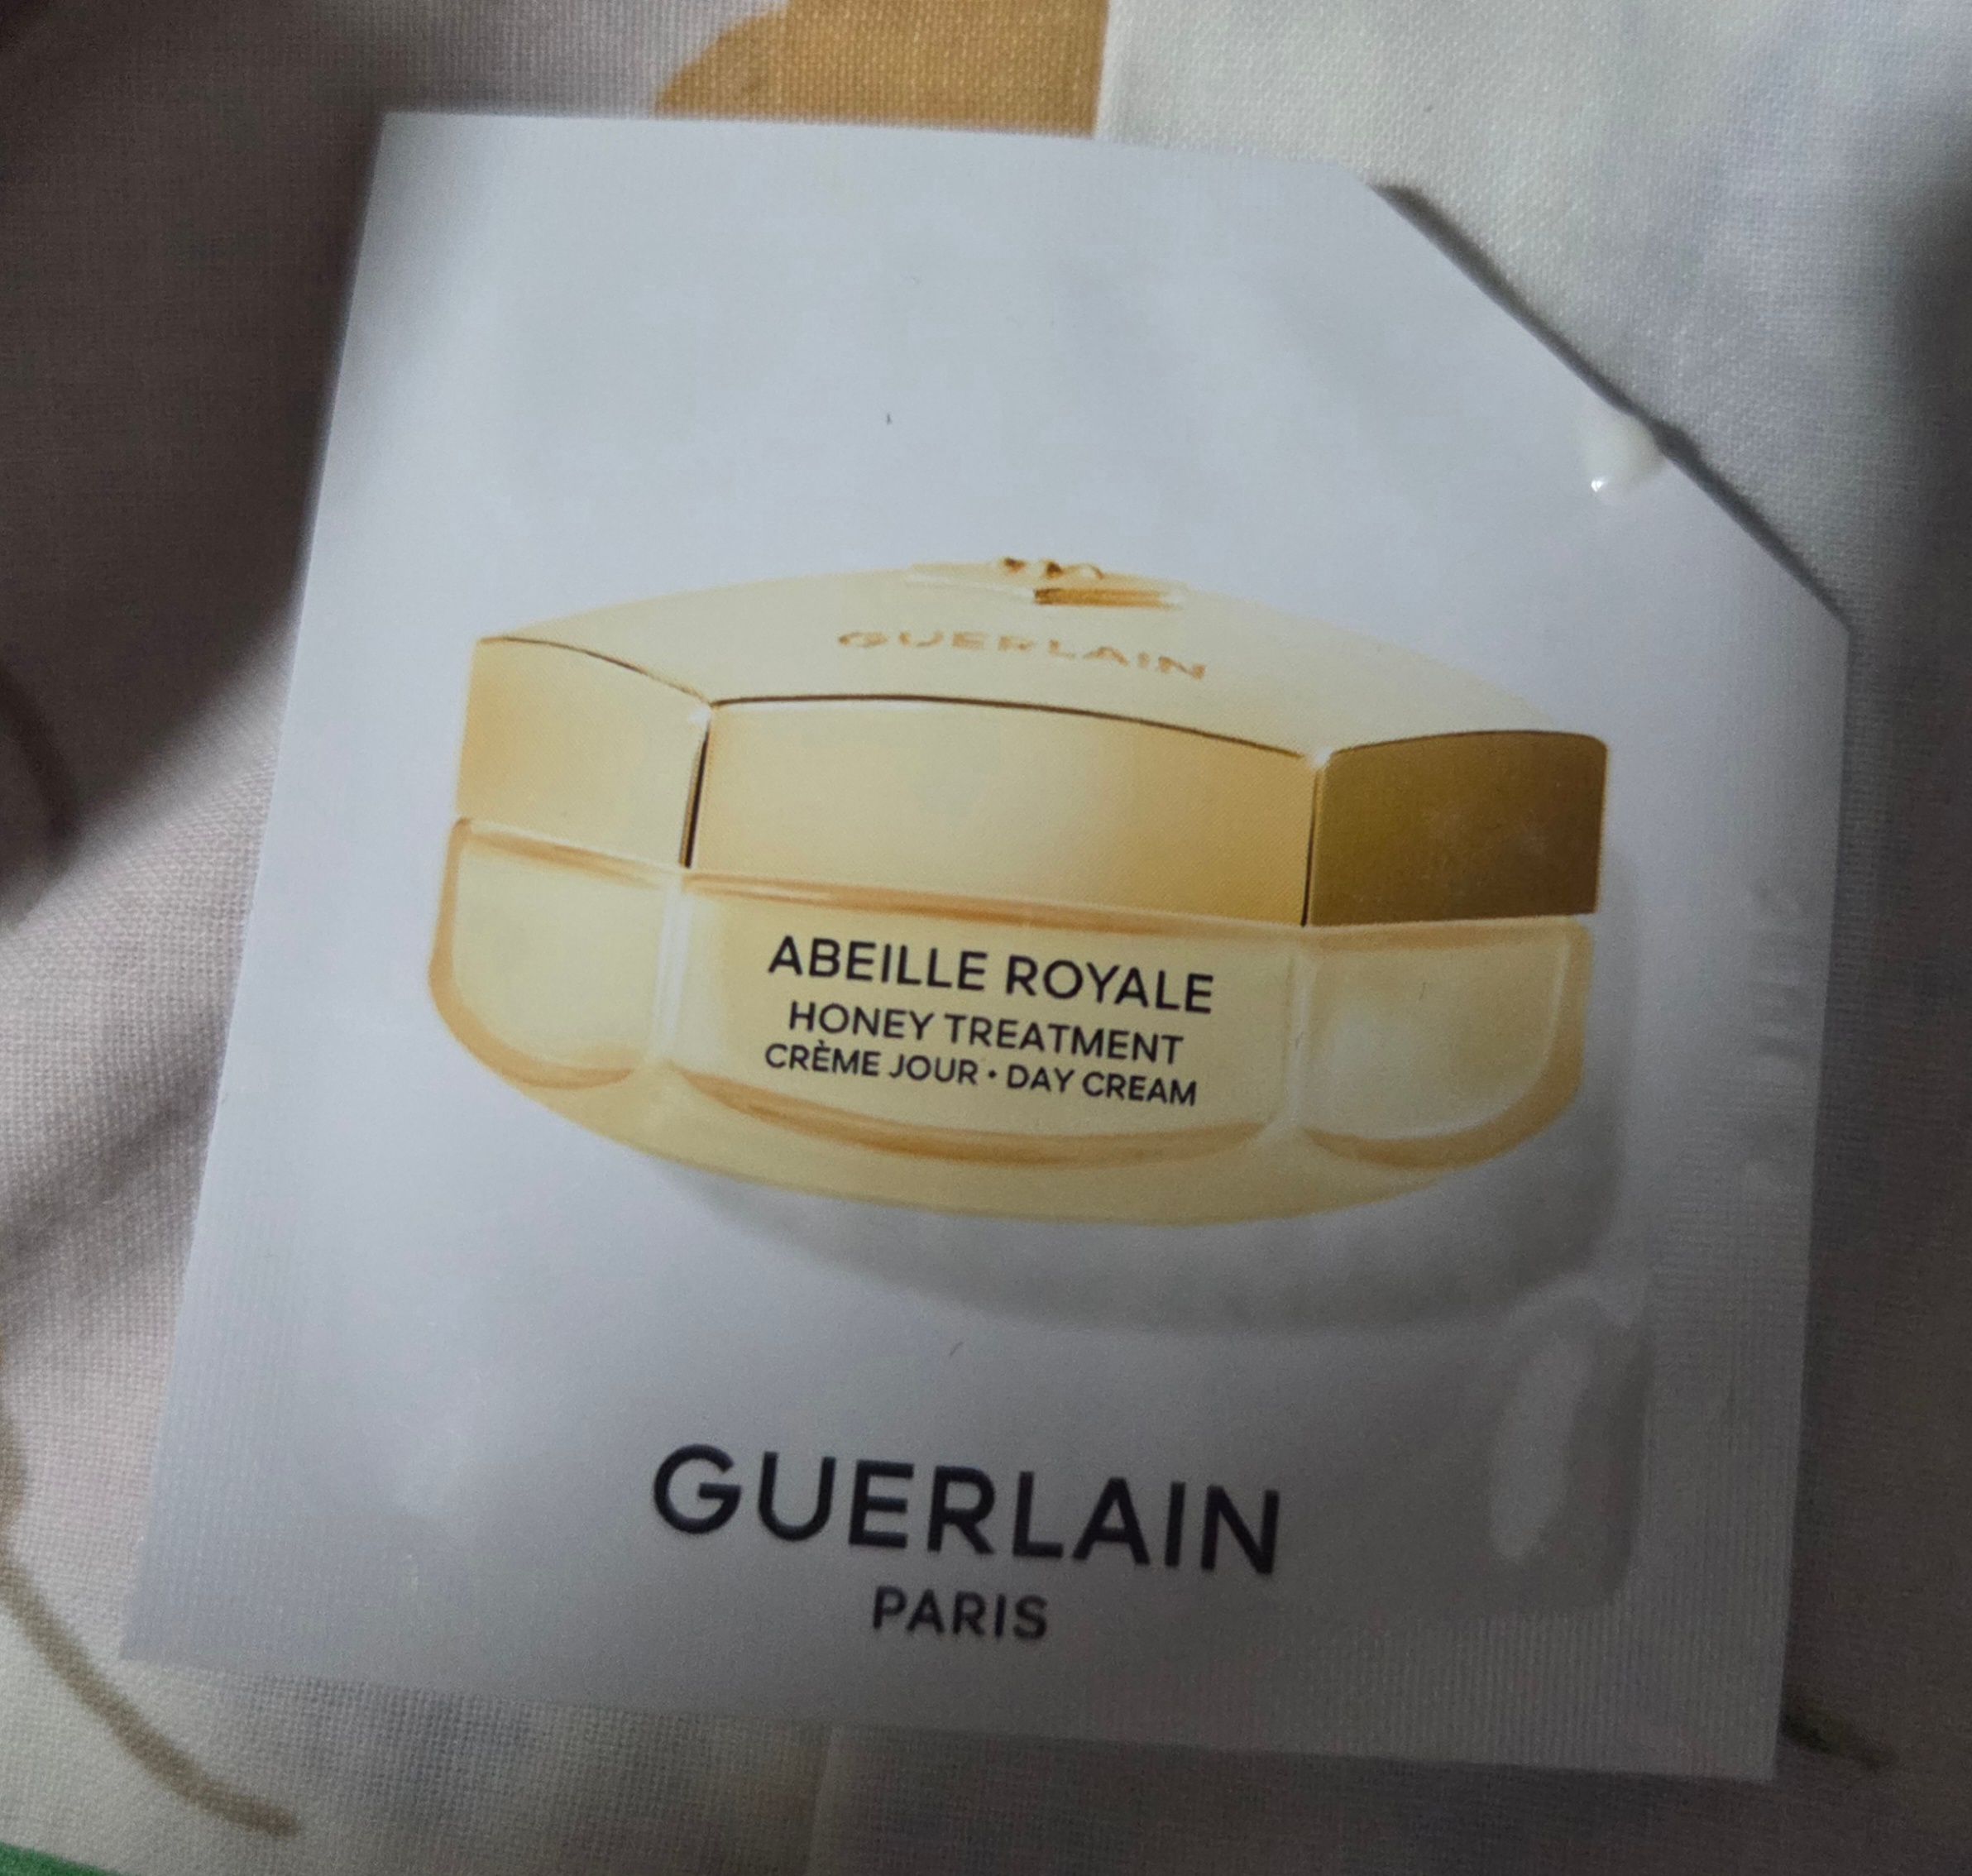 GUERLAIN
ABEILLE ROYALE
HONEY TREATMENT
CRÈME JOUR • DAY CREAM
GUERLAIN
PARIS